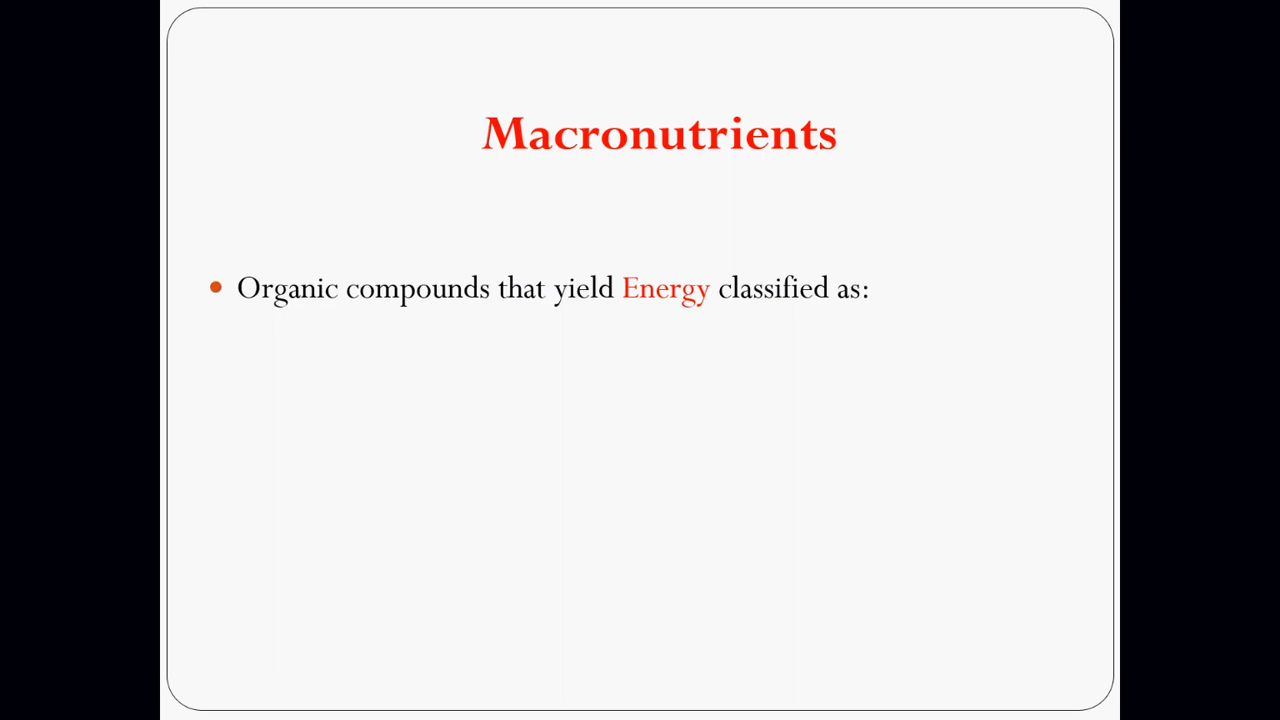 Macronutrients
• Organic compounds that yield Energy classified as: